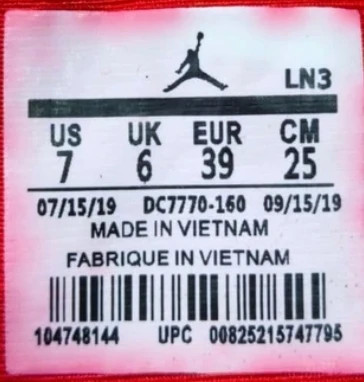 LN3
US UK EUR CM
7 6 39 25
07/15/19 DC7770-160 09/15/19
MADE IN VIETNAM
FABRIQUE IN VIETNAM
104748144 UPC 00825215747795